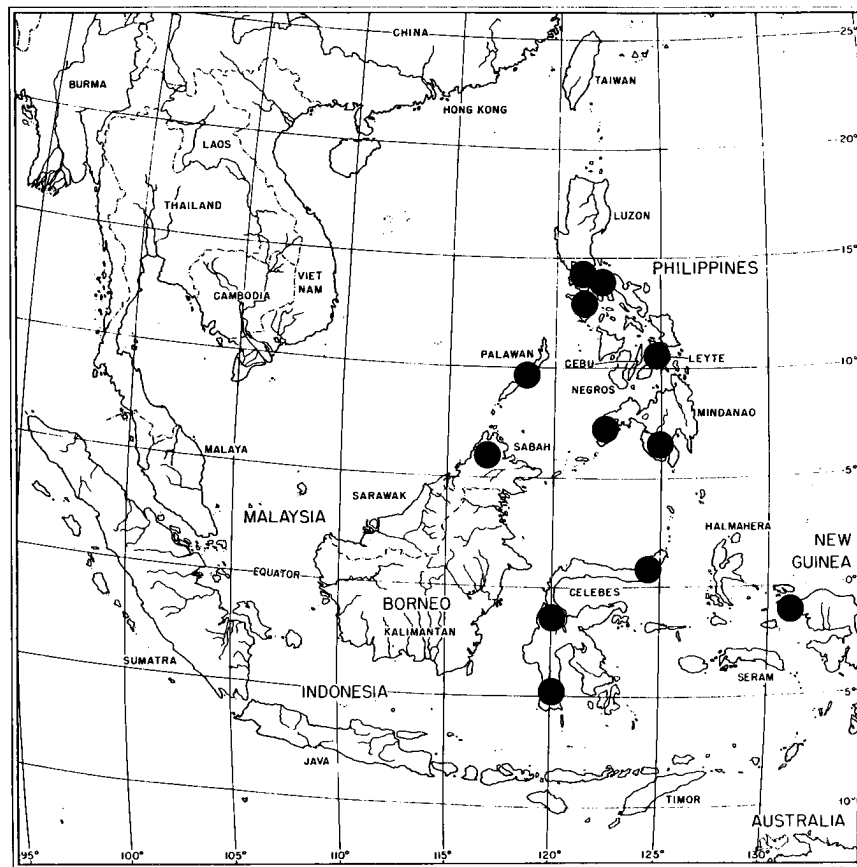 CHINA
25°
BURMA
TAIWAN
HONG KONG
20°
LAOS
THAILAND
LUZON
15°
VIET
NAM
PHILIPPINES
CAMBODIA
PALAWAN
CEBU
LEYTE
10°
NEGROS
MINDANAO
MALAYA
SABAH
5°
SARAWAK
MALAYSIA
HALMAHERA
NEW
GUINEA
EQUATOR
0°
CELEBES
BORNEO
KALIMANTAN
SUMATRA
SERAM
INDONESIA
5°
JAVA
TIMOR
10°
AUSTRALIA
95°
100°
105°
110°
115°
120°
125°
130°